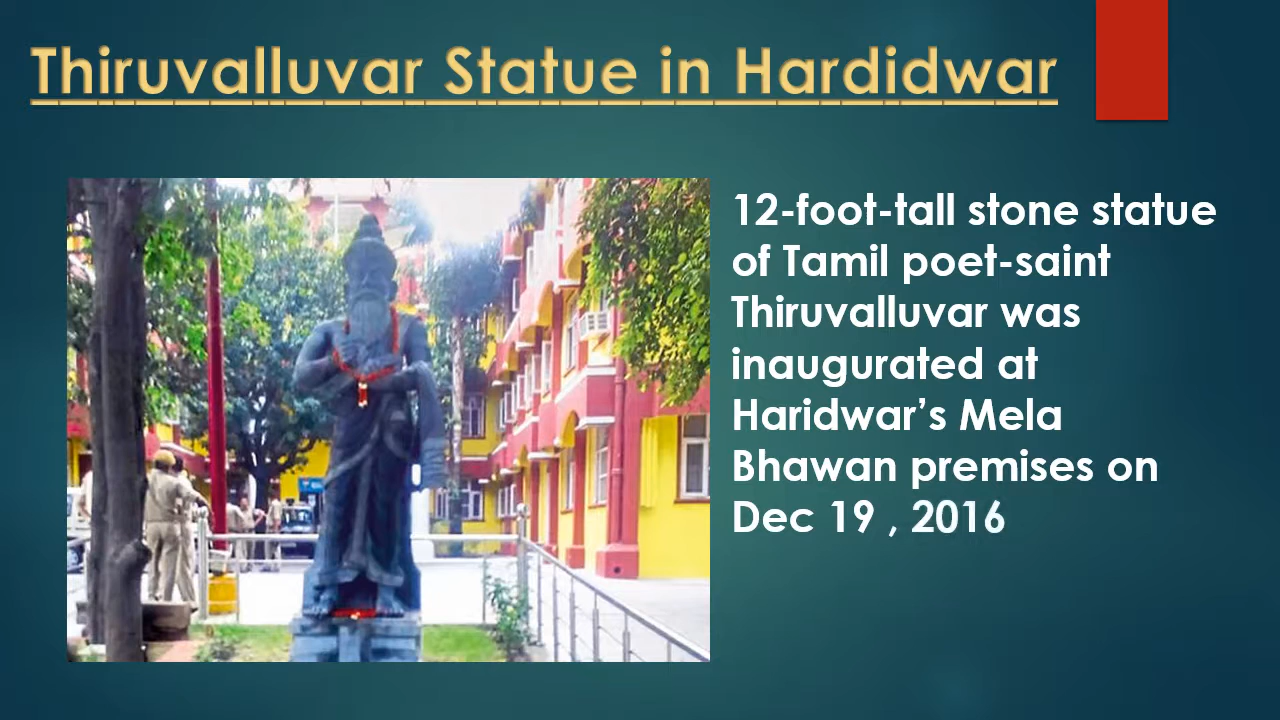 Thiruvalluvar Statue in Hardidwar
12-foot-tall stone statue
of Tamil poet-saint
Thiruvalluvar was
inaugurated at
Haridwar’s Mela
Bhawan premises on
Dec 19 , 2016